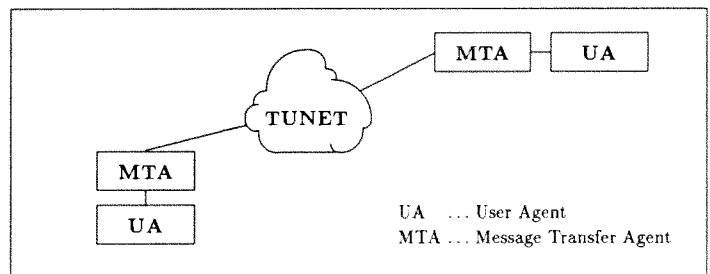 MTA UA
TUNET
MTA
UA
UA ... User Agent
MTA ... Message Transfer Agent